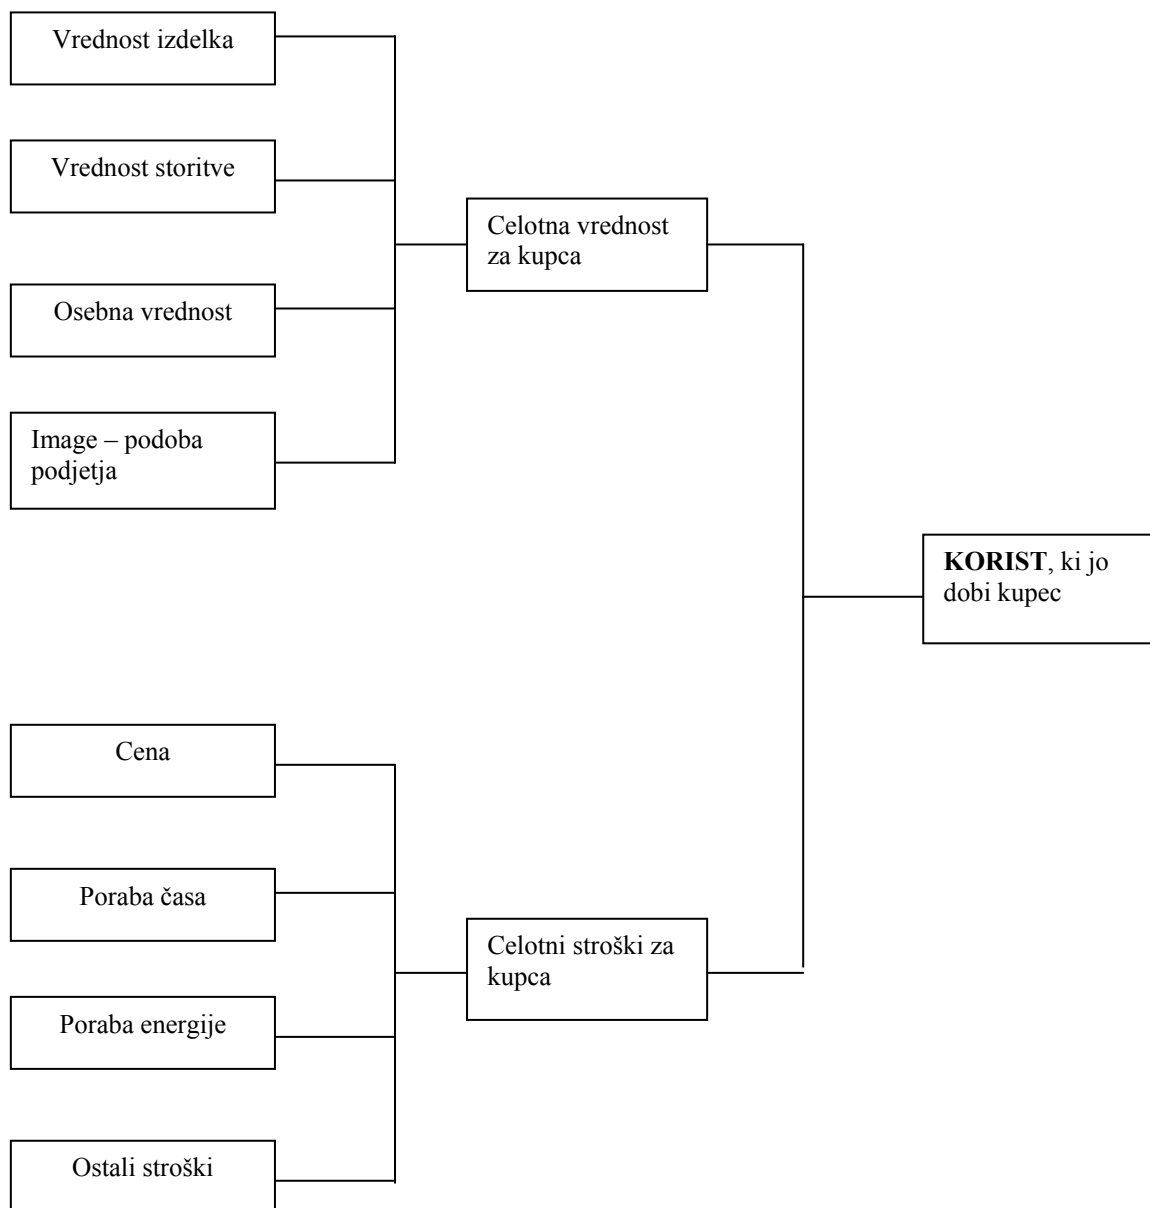 Vrednost izdelka
Vrednost storitve
Osebna vrednost
Image – podoba
podjetja
Celotna vrednost
za kupca
KORIST, ki jo
dobi kupec
Cena
Poraba časa
Poraba energije
Ostali stroški
Celotni stroški za
kupca